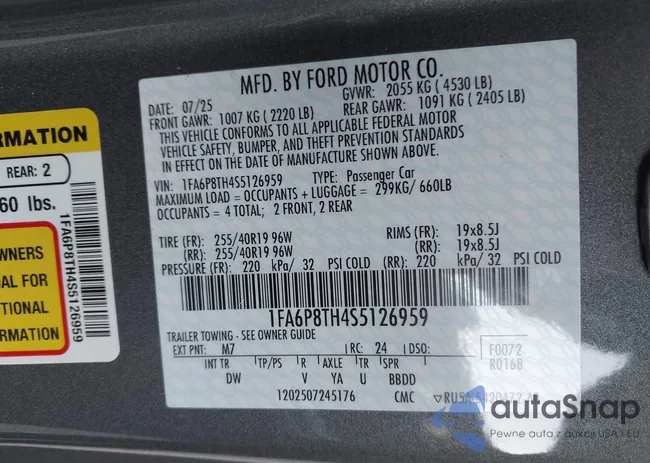 RMATION
REAR: 2
60 lbs.
WNERS
AL FOR
TIONAL
RMATION
1FA6P8TH4S5126959
MFD. BY FORD MOTOR CO.
DATE: 07/25 GVWR: 2055 KG ( 4530 LB)
FRONT GAWR: 1007 KG ( 2220 LB) REAR GAWR: 1091 KG ( 2405 LB)
THIS VEHICLE CONFORMS TO ALL APPLICABLE FEDERAL MOTOR
VEHICLE SAFETY, BUMPER, AND THEFT PREVENTION STANDARDS
IN EFFECT ON THE DATE OF MANUFACTURE SHOWN ABOVE.
VIN: 1FA6P8TH4S5126959 TYPE: Passenger Car
MAXIMUM LOAD = OCCUPANTS + LUGGAGE = 299KG/ 660LB
OCCUPANTS = 4 TOTAL; 2 FRONT, 2 REAR
TIRE (FR): 255/40R19 96W RIMS (FR): 19x8.5J
(RR): 255/40R19 96W (RR): 19x8.5J
PRESSURE (FR): 220 kPa/ 32 PSI COLD (RR): 220 kPa/ 32 PSI COLD
1FA6P8TH4S5126959
TRAILER TOWING - SEE OWNER GUIDE
EXT PNT: M7 RC: 24 DSO: F0072
INT TR TP/PS R AXLE TR SPR R0168
DW V YA U BBDD
1202507245176 CMC
autaSnap
Pewne auta z aukcji USA i EU